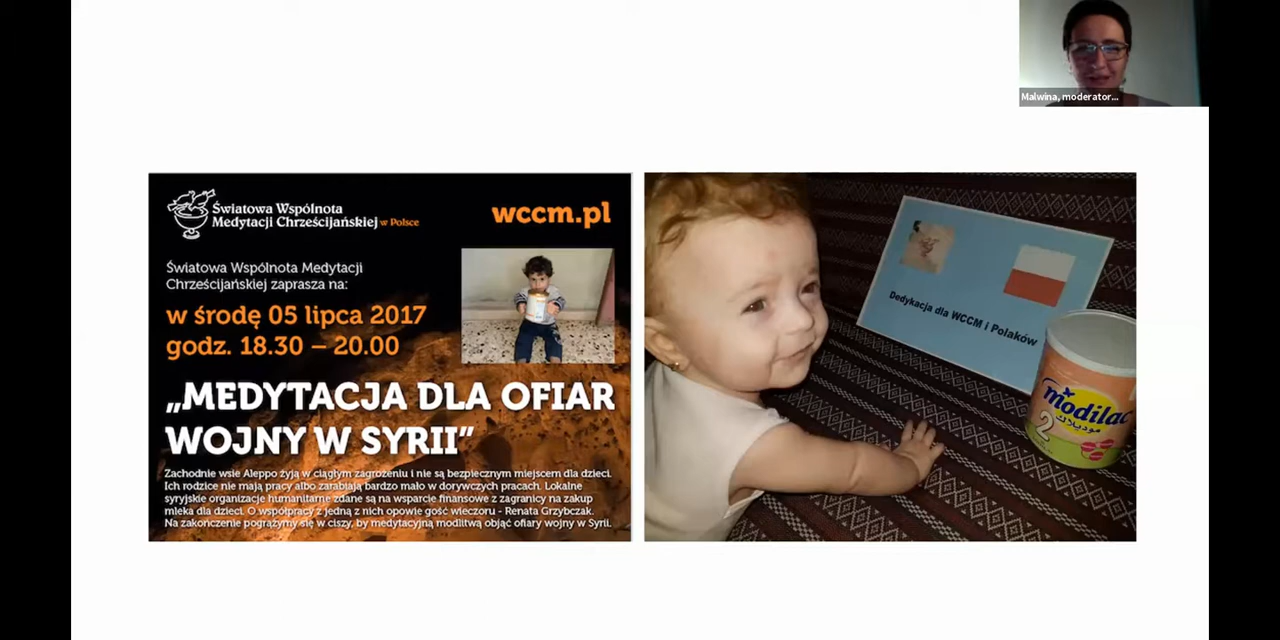 Malwina, moderator...
Światowa Wspólnota
Medytacji Chrześcijańskiej w Polsce
wccm.pl
Światowa Wspólnota Medytacji
Chrześcijańskiej zaprasza na:
w środę 05 lipca 2017
godz. 18.30 – 20.00
„MEDYTACJA DLA OFIAR
WOJNY W SYRII”
Zachodnie wsie Aleppo żyją w ciągłym zagrożeniu i nie są bezpiecznym miejscem dla dzieci.
Ich rodzice nie mają pracy albo zarabiają bardzo mało w dorywczych pracach. Lokalne
syryjskie organizacje humanitarne zdane są na wsparcie finansowe z zagranicy na zakup
mleka dla dzieci. O współpracy z jedną z nich opowie gość wieczoru - Renata Grzybczak.
Na zakończenie pogrążymy się w ciszy, by medytacyjną modlitwą objąć ofiary wojny w Syrii.
Dedykacja dla WCCM i Polaków
Modilac
موديلاك
2